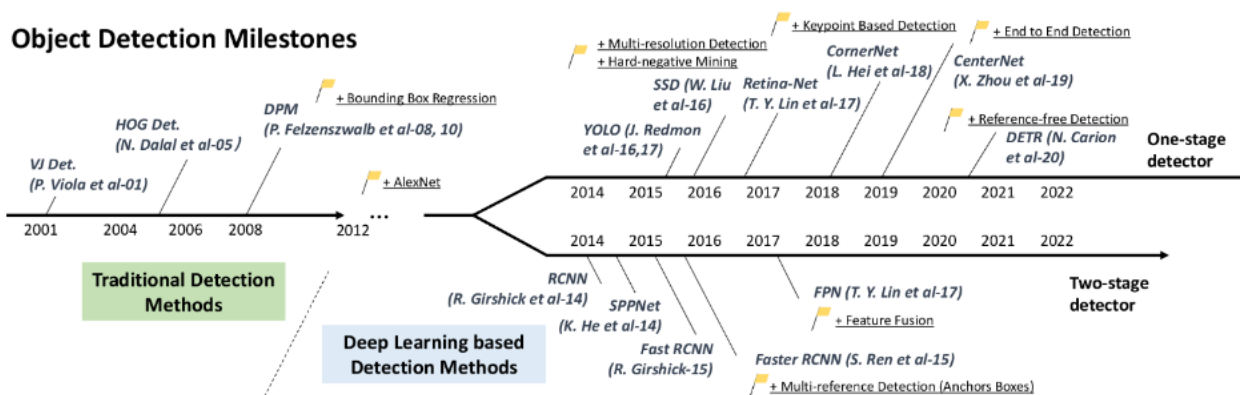 Object Detection Milestones
+ Bounding Box Regression
DPM
(P. Felzenszwalb et al-08, 10)
HOG Det.
(N. Dalal et al-05)
VJ Det.
(P. Viola et al-01)
+ AlexNet
...
2001
2004
2006
2008
2012
Traditional Detection
Methods
Deep Learning based
Detection Methods
+ Multi-resolution Detection
+ Hard-negative Mining
SSD (W. Liu
et al-16)
YOLO (J. Redmon
et al-16,17)
+ Keypoint Based Detection
Retina-Net
(T. Y. Lin et al-17)
CornerNet
(L. Hei et al-18)
+ End to End Detection
CenterNet
(X. Zhou et al-19)
+ Reference-free Detection
DETR (N. Carion
et al-20)
One-stage
detector
2014
2015
2016
2017
2018
2019
2020
2021
2022
2014
2015
2016
2017
2018
2019
2020
2021
2022
Two-stage
detector
RCNN
(R. Girshick et al-14)
SPPNet
(K. He et al-14)
Fast RCNN
(R. Girshick-15)
Faster RCNN (S. Ren et al-15)
+ Multi-reference Detection (Anchors Boxes)
FPN (T. Y. Lin et al-17)
+ Feature Fusion